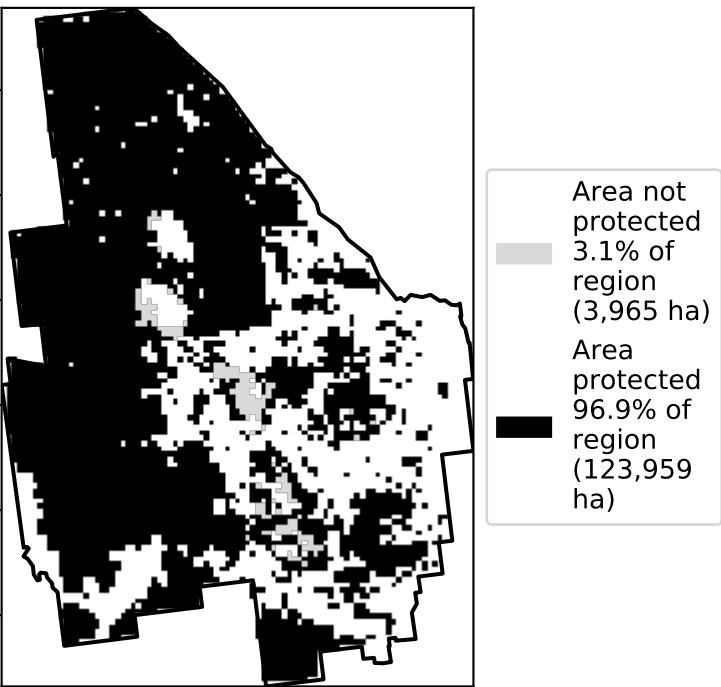 Area not
protected
3.1% of
region
(3,965 ha)
Area
protected
96.9% of
region
(123,959
ha)